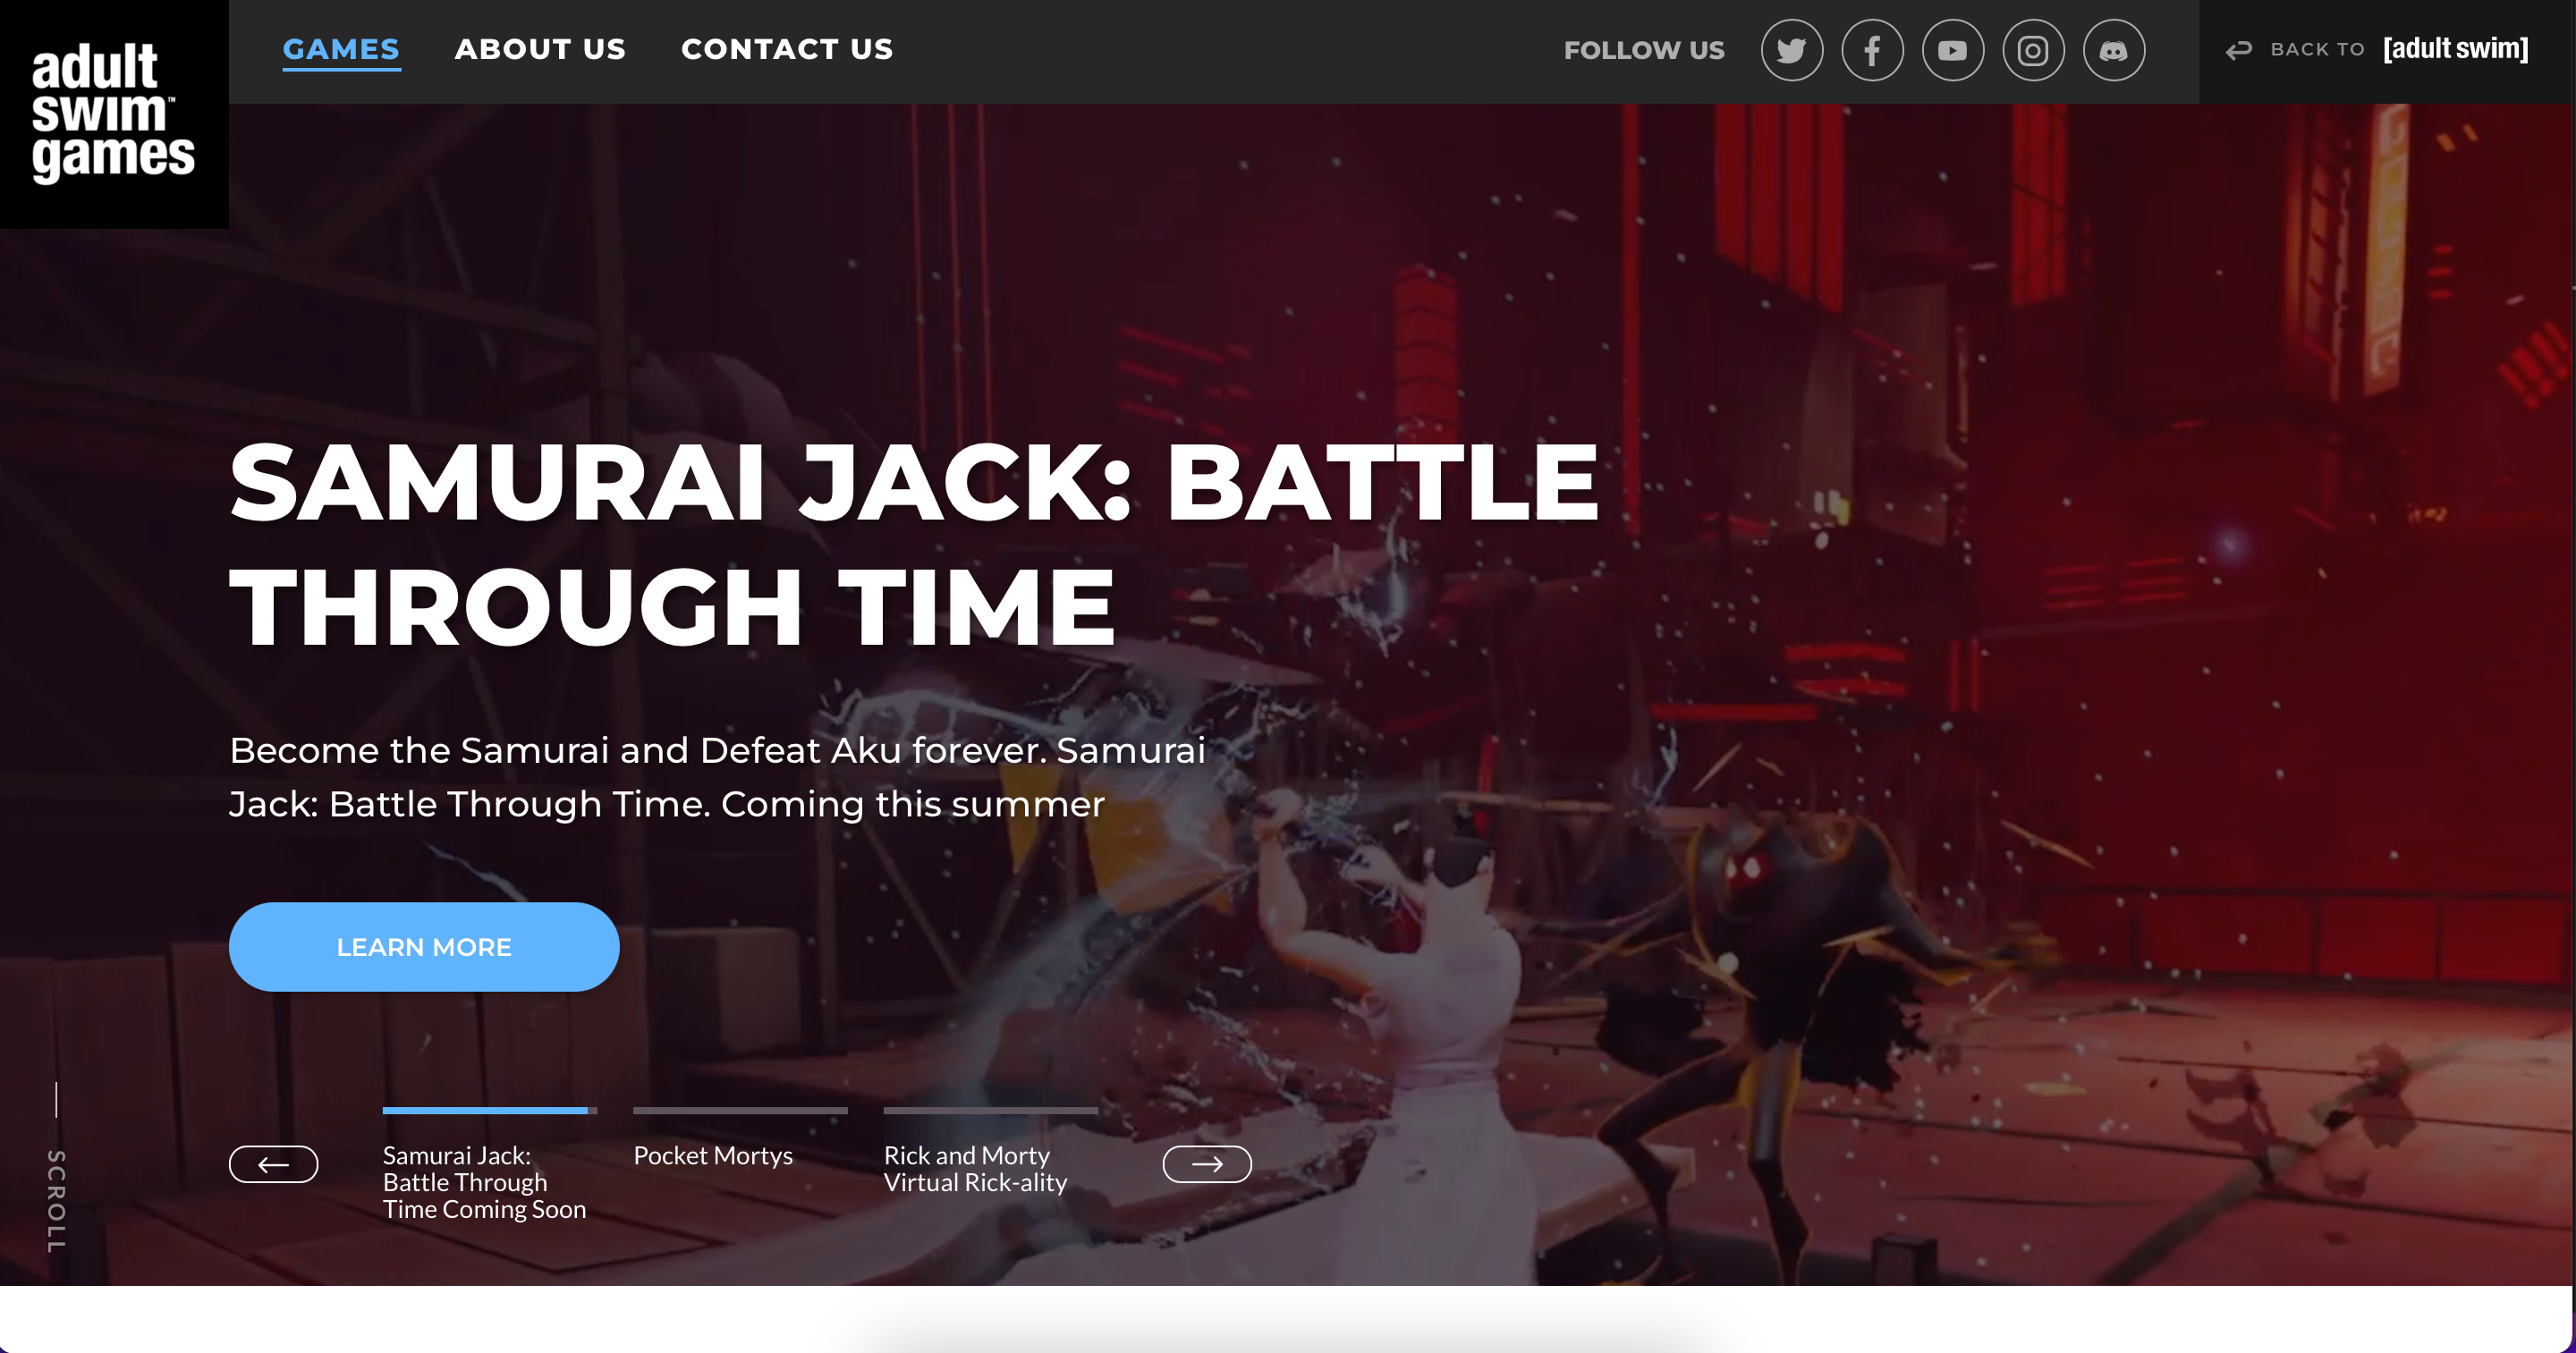 adult
swim™
games
GAMES
ABOUT US
CONTACT US
FOLLOW US
BACK TO [adult swim]
SAMURAI JACK: BATTLE
THROUGH TIME
Become the Samurai and Defeat Aku forever. Samurai
Jack: Battle Through Time. Coming this summer
LEARN MORE
SCROLL
Samurai Jack:
Battle Through
Time Coming Soon
Pocket Mortys
Rick and Morty
Virtual Rick-ality